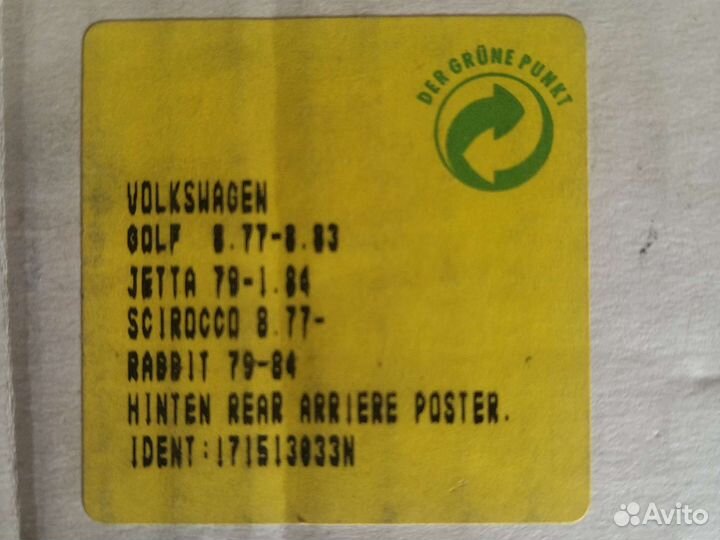 DER GRÜNE PUNKT
VOLKSWAGEN
GOLF 8.77-8.83
JETTA 79-1.84
SCIROCCO 8.77-
RABBIT 79-84
HINTEN REAR ARRIERE POSTER.
IDENT:171513033N
Avito